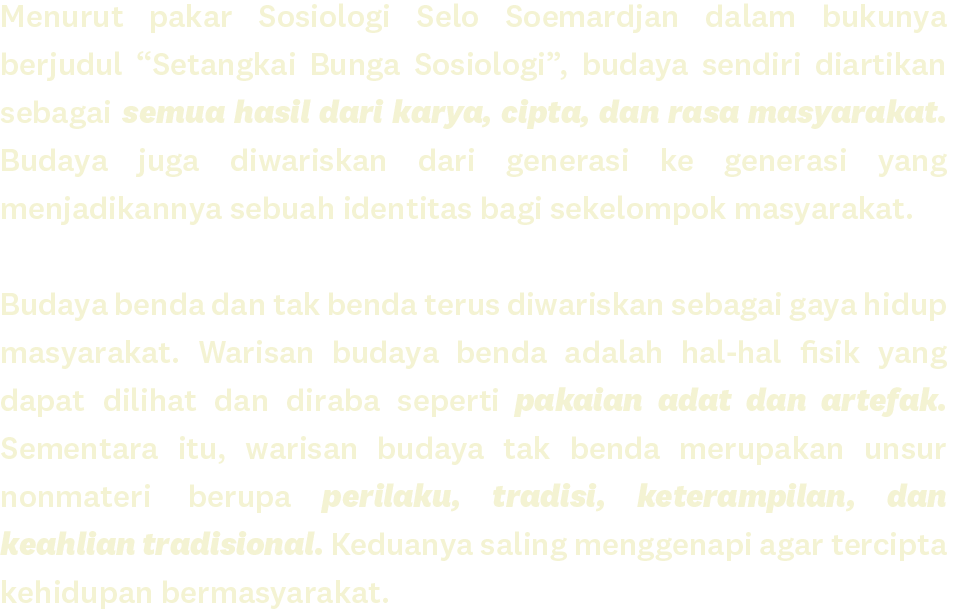 Menurut pakar Sosiologi Selo Soemardjan dalam bukunya
berjudul “Setangkai Bunga Sosiologi”, budaya sendiri diartikan
sebagai semua hasil dari karya, cipta, dan rasa masyarakat.
Budaya juga diwariskan dari generasi ke generasi yang
menjadikannya sebuah identitas bagi sekelompok masyarakat.
Budaya benda dan tak benda terus diwariskan sebagai gaya hidup
masyarakat. Warisan budaya benda adalah hal-hal fisik yang
dapat dilihat dan diraba seperti pakaian adat dan artefak.
Sementara itu, warisan budaya tak benda merupakan unsur
nonmateri berupa perilaku, tradisi, keterampilan, dan
keahlian tradisional. Keduanya saling menggenapi agar tercipta
kehidupan bermasyarakat.